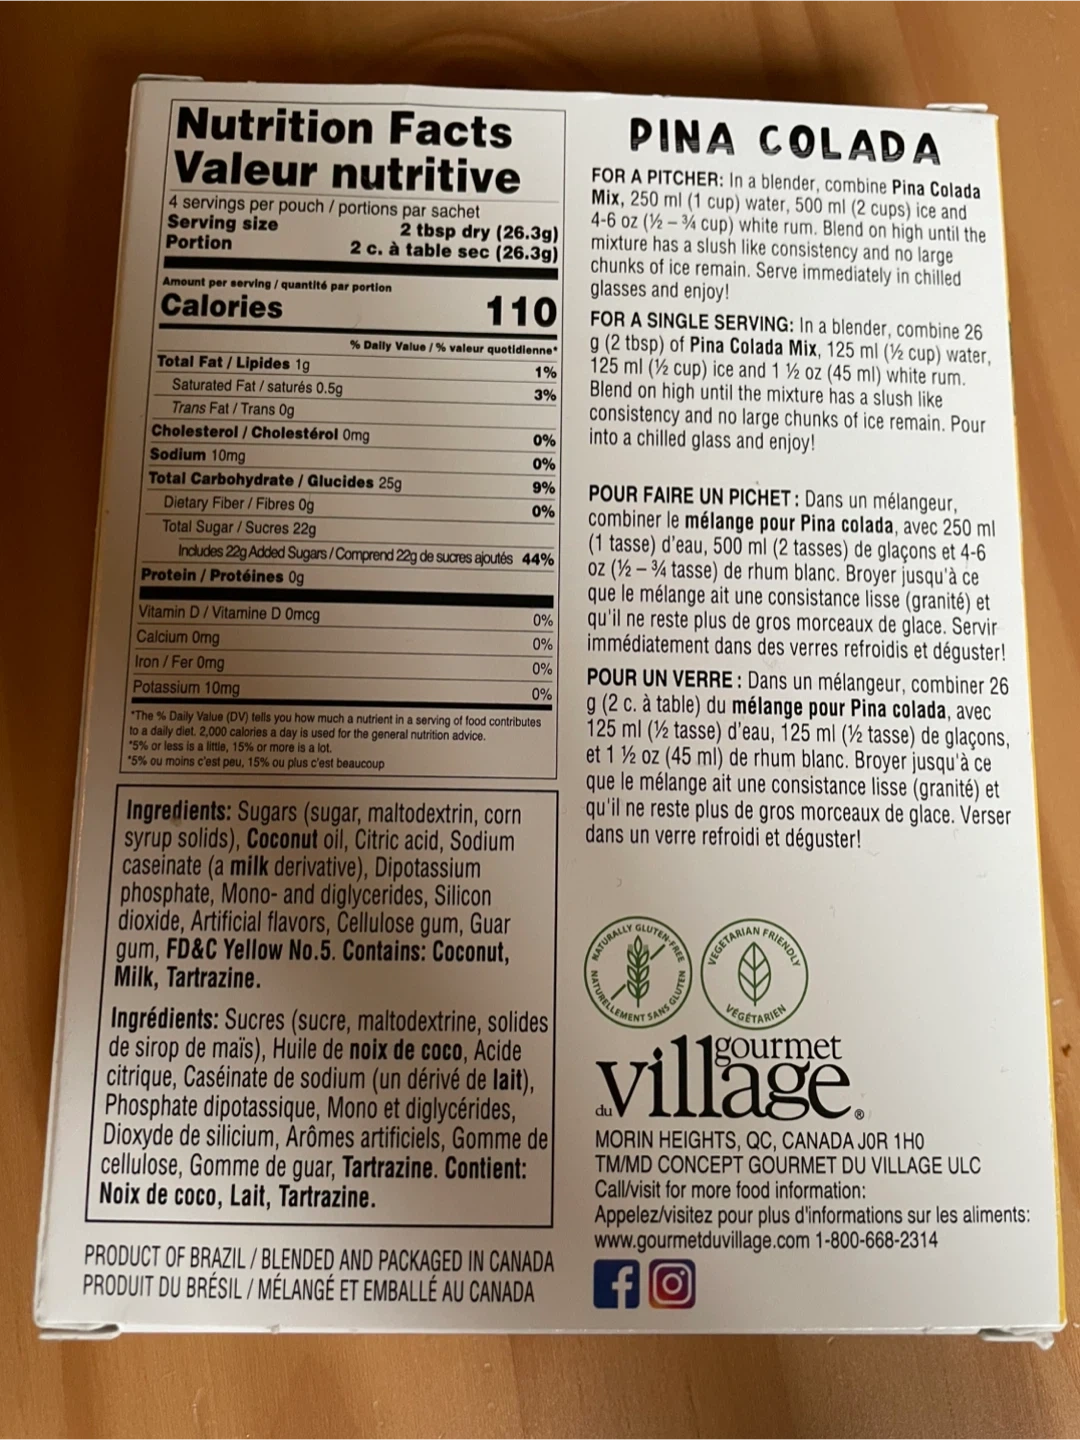 Nutrition Facts
Valeur nutritive
4 servings per pouch / portions par sachet
Serving size 2 tbsp dry (26.3g)
Portion 2 c. à table sec (26.3g)
Amount per serving / quantité par portion
Calories 110
% Daily Value / % valeur quotidienne*
Total Fat / Lipides 1g 1%
Saturated Fat / saturés 0.5g 3%
Trans Fat / Trans 0g
Cholesterol / Cholestérol 0mg 0%
Sodium 10mg 0%
Total Carbohydrate / Glucides 25g 9%
Dietary Fiber / Fibres 0g 0%
Total Sugar / Sucres 22g
Includes 22g Added Sugars / Comprend 22g de sucres ajoutés 44%
Protein / Protéines 0g
Vitamin D / Vitamine D 0mcg 0%
Calcium 0mg 0%
Iron / Fer 0mg 0%
Potassium 10mg 0%
*The % Daily Value (DV) tells you how much a nutrient in a serving of food contributes
to a daily diet. 2,000 calories a day is used for the general nutrition advice.
*5% or less is a little, 15% or more is a lot.
*5% ou moins c'est peu, 15% ou plus c'est beaucoup
Ingredients: Sugars (sugar, maltodextrin, corn
syrup solids), Coconut oil, Citric acid, Sodium
caseinate (a milk derivative), Dipotassium
phosphate, Mono- and diglycerides, Silicon
dioxide, Artificial flavors, Cellulose gum, Guar
gum, FD&C Yellow No.5. Contains: Coconut,
Milk, Tartrazine.
Ingrédients: Sucres (sucre, maltodextrine, solides
de sirop de maïs), Huile de noix de coco, Acide
citrique, Caséinate de sodium (un dérivé de lait),
Phosphate dipotassique, Mono et diglycérides,
Dioxyde de silicium, Arômes artificiels, Gomme de
cellulose, Gomme de guar, Tartrazine. Contient:
Noix de coco, Lait, Tartrazine.
PRODUCT OF BRAZIL / BLENDED AND PACKAGED IN CANADA
PRODUIT DU BRÉSIL / MÉLANGÉ ET EMBALLÉ AU CANADA
PINA COLADA
FOR A PITCHER: In a blender, combine Pina Colada
Mix, 250 ml (1 cup) water, 500 ml (2 cups) ice and
4-6 oz (½ – ¾ cup) white rum. Blend on high until the
mixture has a slush like consistency and no large
chunks of ice remain. Serve immediately in chilled
glasses and enjoy!
FOR A SINGLE SERVING: In a blender, combine 26
g (2 tbsp) of Pina Colada Mix, 125 ml (½ cup) water,
125 ml (½ cup) ice and 1 ½ oz (45 ml) white rum.
Blend on high until the mixture has a slush like
consistency and no large chunks of ice remain. Pour
into a chilled glass and enjoy!
POUR FAIRE UN PICHET : Dans un mélangeur,
combiner le mélange pour Pina colada, avec 250 ml
(1 tasse) d'eau, 500 ml (2 tasses) de glaçons et 4-6
oz (½ – ¾ tasse) de rhum blanc. Broyer jusqu'à ce
que le mélange ait une consistance lisse (granité) et
qu'il ne reste plus de gros morceaux de glace. Servir
immédiatement dans des verres refroidis et déguster!
POUR UN VERRE : Dans un mélangeur, combiner 26
g (2 c. à table) du mélange pour Pina colada, avec
125 ml (½ tasse) d'eau, 125 ml (½ tasse) de glaçons,
et 1 ½ oz (45 ml) de rhum blanc. Broyer jusqu'à ce
que le mélange ait une consistance lisse (granité) et
qu'il ne reste plus de gros morceaux de glace. Verser
dans un verre refroidi et déguster!
NATURALLY GLUTEN-FREE
NATURELLEMENT SANS GLUTEN
VEGETARIAN FRIENDLY
VÉGÉTARIEN
gourmet
du village®
MORIN HEIGHTS, QC, CANADA J0R 1H0
TM/MD CONCEPT GOURMET DU VILLAGE ULC
Call/visit for more food information:
Appelez/visitez pour plus d'informations sur les aliments:
www.gourmetduvillage.com 1-800-668-2314